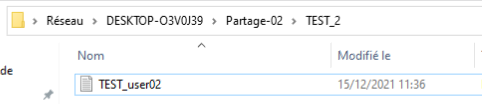 Réseau > DESKTOP-O3V0J39 > Partage-02 > TEST_2
Nom Modifié le
de
TEST_user02 15/12/2021 11:36